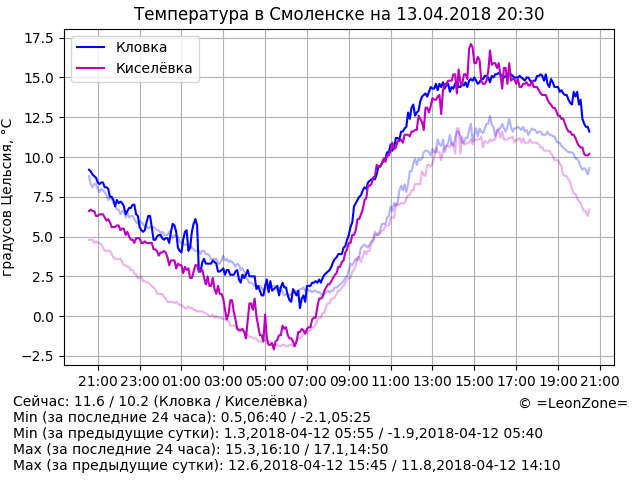 Температура в Смоленске на 13.04.2018 20:30
Кловка
Киселёвка
градусов Цельсия, °C
17.5
15.0
12.5
10.0
7.5
5.0
2.5
0.0
−2.5
21:00 23:00 01:00 03:00 05:00 07:00 09:00 11:00 13:00 15:00 17:00 19:00 21:00
Сейчас: 11.6 / 10.2 (Кловка / Киселёвка)
© =LeonZone=
Min (за последние 24 часа): 0.5,06:40 / -2.1,05:25
Min (за предыдущие сутки): 1.3,2018-04-12 05:55 / -1.9,2018-04-12 05:40
Max (за последние 24 часа): 15.3,16:10 / 17.1,14:50
Max (за предыдущие сутки): 12.6,2018-04-12 15:45 / 11.8,2018-04-12 14:10